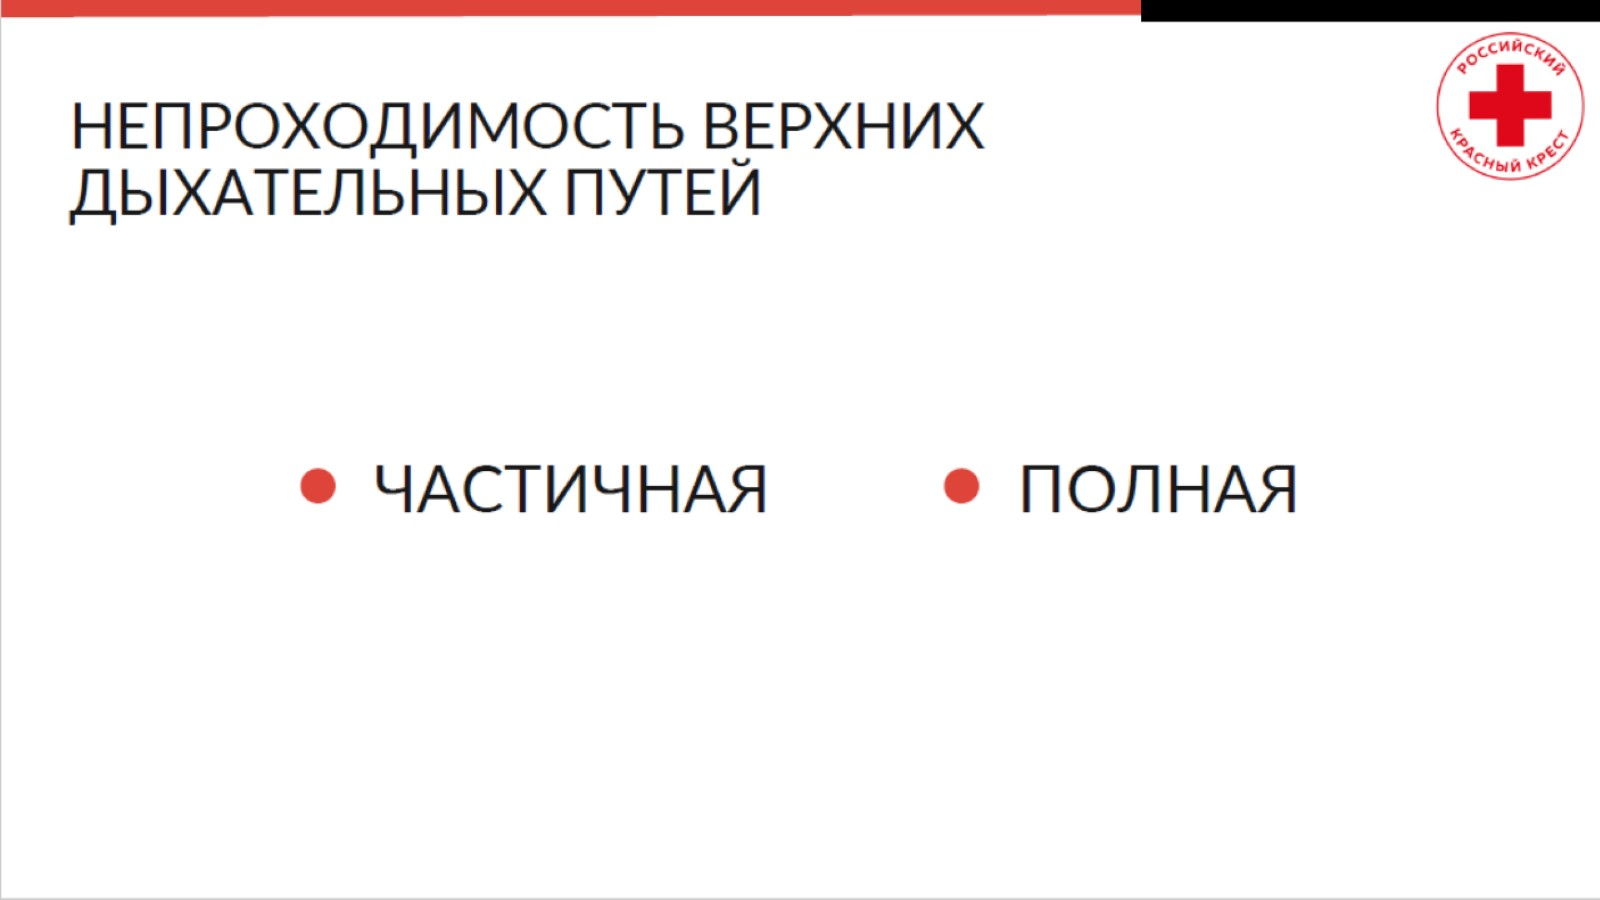 РОССИЙСКИЙ
КРАСНЫЙ КРЕСТ
НЕПРОХОДИМОСТЬ ВЕРХНИХ
ДЫХАТЕЛЬНЫХ ПУТЕЙ
ЧАСТИЧНАЯ
ПОЛНАЯ